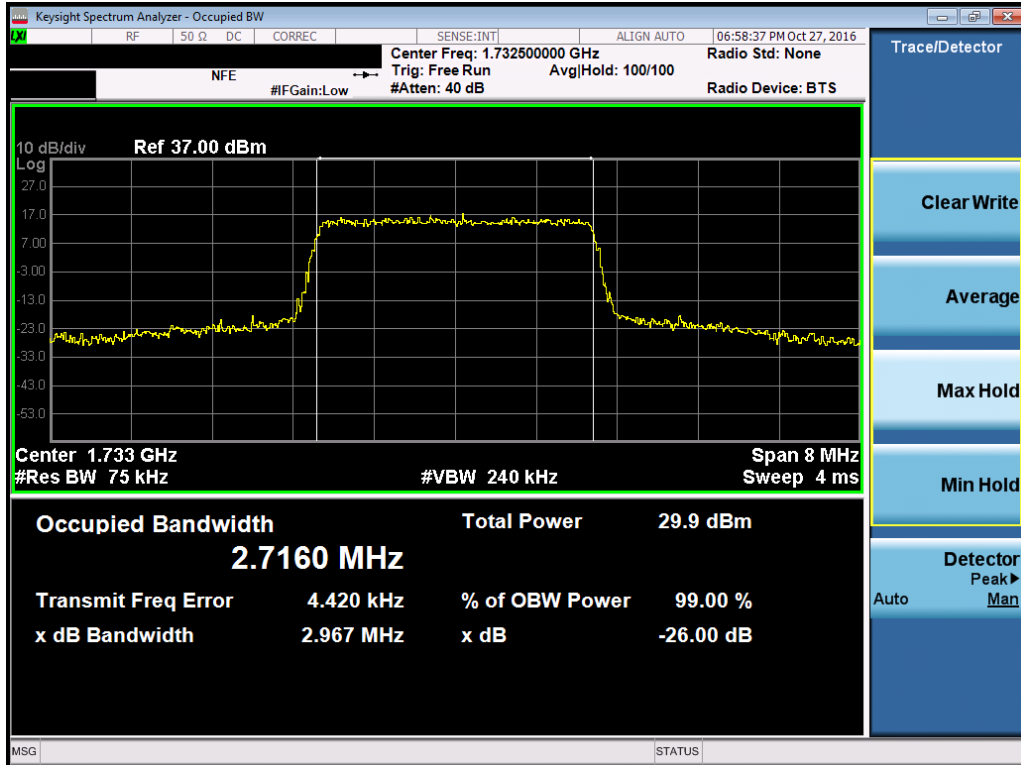 Keysight Spectrum Analyzer - Occupied BW
LXI RF 50 Ω DC CORREC SENSE:INT ALIGN AUTO 06:58:37 PM Oct 27, 2016
Center Freq: 1.732500000 GHz Radio Std: None
NFE Trig: Free Run Avg|Hold: 100/100
#IFGain:Low #Atten: 40 dB Radio Device: BTS
Trace/Detector
10 dB/div Ref 37.00 dBm
Log
27.0
17.0
7.00
-3.00
-13.0
-23.0
-33.0
-43.0
-53.0
Center 1.733 GHz Span 8 MHz
#Res BW 75 kHz #VBW 240 kHz Sweep 4 ms
Occupied Bandwidth Total Power 29.9 dBm
2.7160 MHz
Transmit Freq Error 4.420 kHz % of OBW Power 99.00 %
x dB Bandwidth 2.967 MHz x dB -26.00 dB
Clear Write
Average
Max Hold
Min Hold
Detector
Peak▶
Auto Man
MSG STATUS